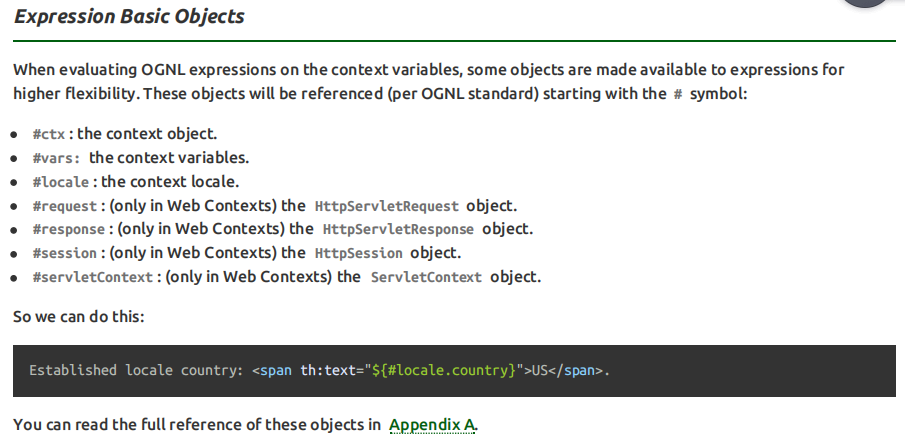 Expression Basic Objects
When evaluating OGNL expressions on the context variables, some objects are made available to expressions for
higher flexibility. These objects will be referenced (per OGNL standard) starting with the # symbol:
#ctx : the context object.
#vars: the context variables.
#locale : the context locale.
#request : (only in Web Contexts) the HttpServletRequest object.
#response : (only in Web Contexts) the HttpServletResponse object.
#session : (only in Web Contexts) the HttpSession object.
#servletContext : (only in Web Contexts) the ServletContext object.
So we can do this:
Established locale country: <span th:text="${#locale.country}">US</span>.
You can read the full reference of these objects in Appendix A.